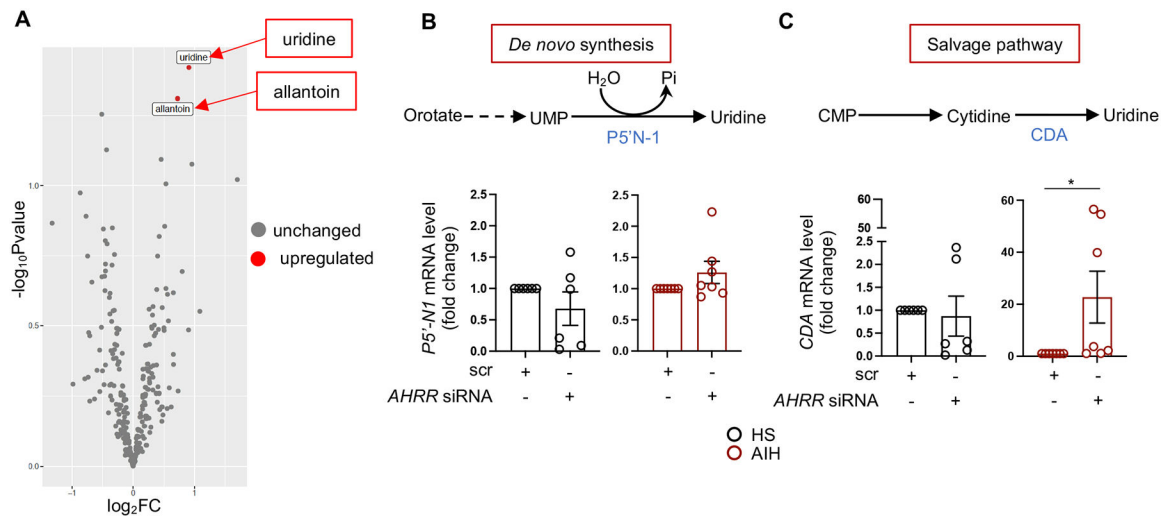 A
uridine
allantoin
uridine
allantoin
1.0
0.5
0.0
−1
0
1
-log10Pvalue
log2FC
unchanged
upregulated
B
De novo synthesis
H2O
Pi
Orotate
UMP
Uridine
P5'N-1
P5'-N1 mRNA level
(fold change)
2.5
2.0
1.5
1.0
0.5
0.0
2.5
2.0
1.5
1.0
0.5
0.0
scr + - + -
AHRR siRNA - + - +
HS
AIH
C
Salvage pathway
CMP
Cytidine
Uridine
CDA
CDA mRNA level
(fold change)
60
50
2.5
2.0
1.5
1.0
0.5
0.0
60
40
20
0
*
scr + - + -
AHRR siRNA - + - +